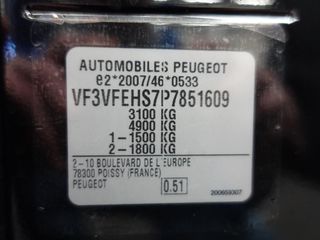 AUTOMOBILES PEUGEOT
e2*2007/46*0533
VF3VFEHS7P7851609
3100 KG
4900 KG
1-1500 KG
2-1800 KG
2-10 BOULEVARD DE L'EUROPE
78300 POISSY (FRANCE)
PEUGEOT 0.51
200659307